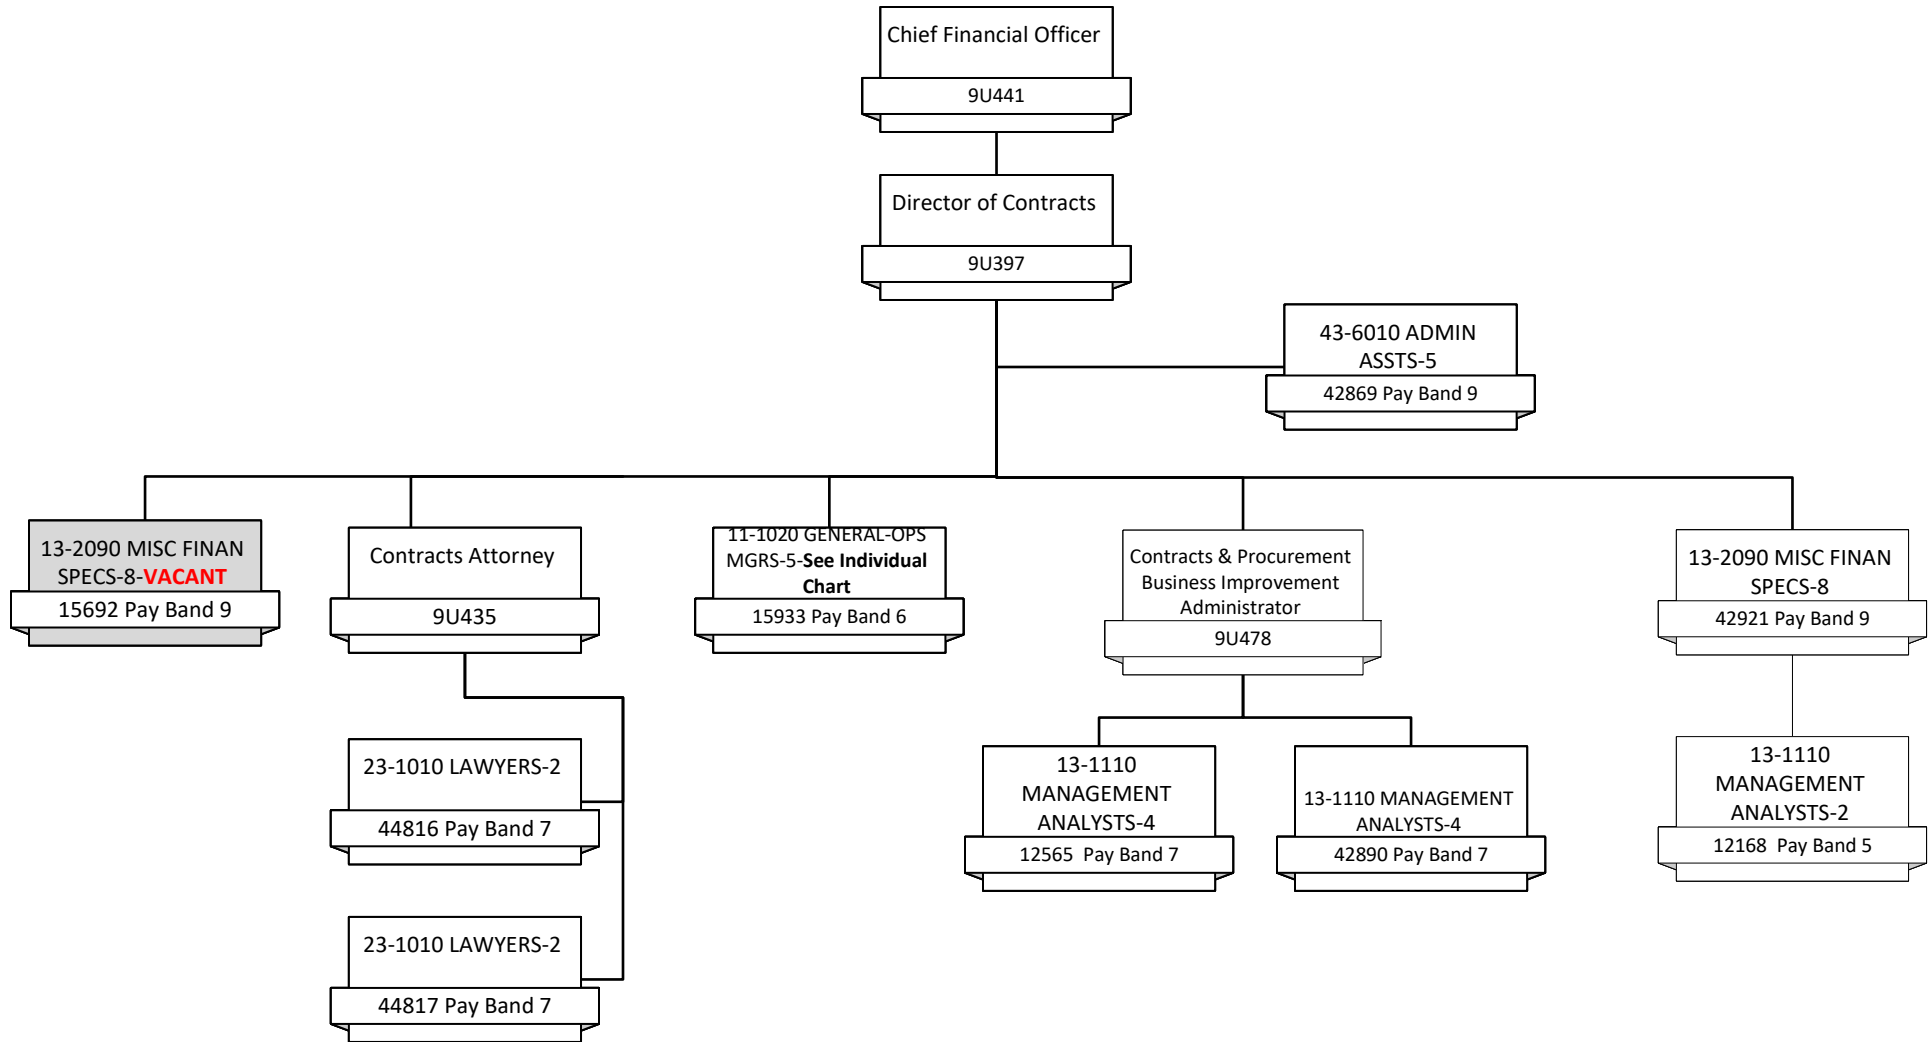 Chief Financial Officer
9U441
Director of Contracts
9U397
43-6010 ADMIN
ASSTS-5
42869 Pay Band 9
13-2090 MISC FINAN
SPECS-8-VACANT
15692 Pay Band 9
Contracts Attorney
9U435
11-1020 GENERAL-OPS
MGRS-5-See Individual
Chart
15933 Pay Band 6
Contracts & Procurement
Business Improvement
Administrator
9U478
13-2090 MISC FINAN
SPECS-8
42921 Pay Band 9
23-1010 LAWYERS-2
44816 Pay Band 7
23-1010 LAWYERS-2
44817 Pay Band 7
13-1110
MANAGEMENT
ANALYSTS-4
12565  Pay Band 7
13-1110 MANAGEMENT
ANALYSTS-4
42890 Pay Band 7
13-1110
MANAGEMENT
ANALYSTS-2
12168  Pay Band 5